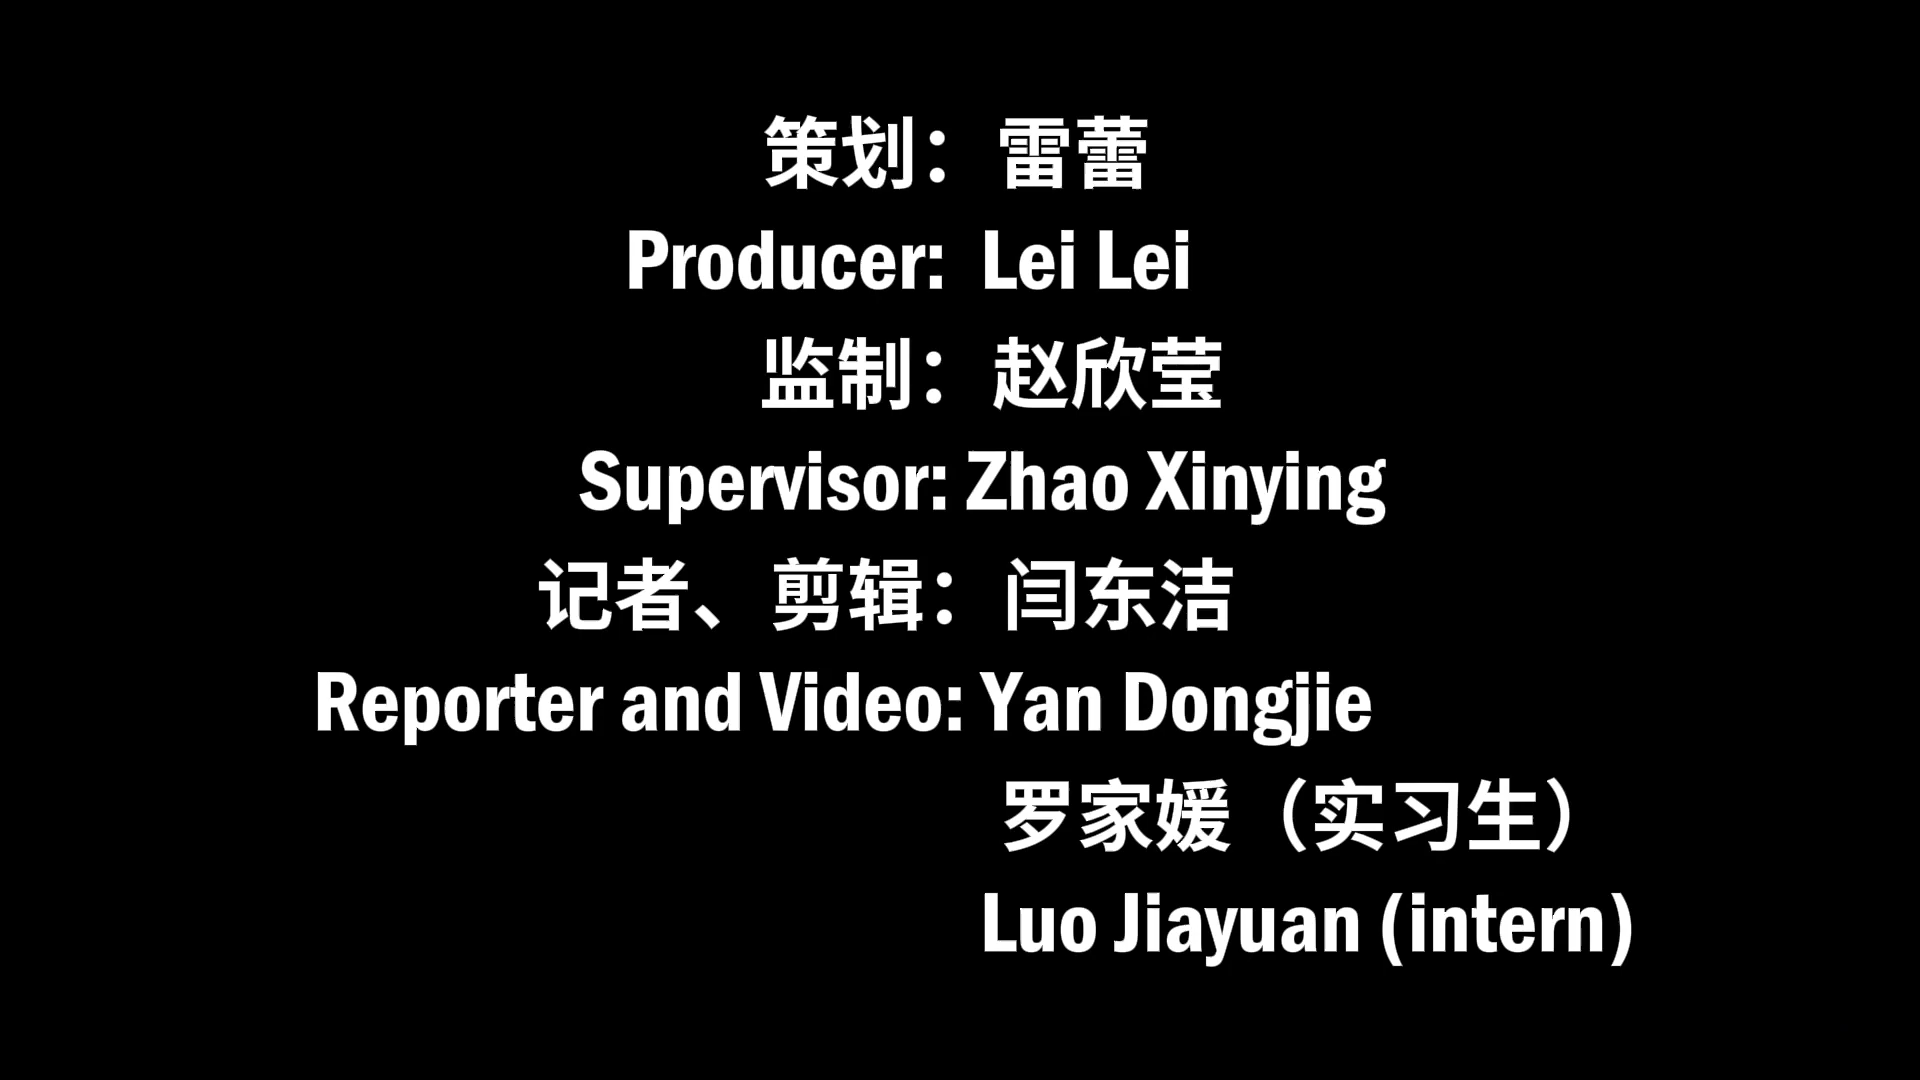 策划：雷蕾
Producer: Lei Lei
监制：赵欣莹
Supervisor: Zhao Xinying
记者、剪辑：闫东洁
Reporter and Video: Yan Dongjie
罗家媛（实习生）
Luo Jiayuan (intern)